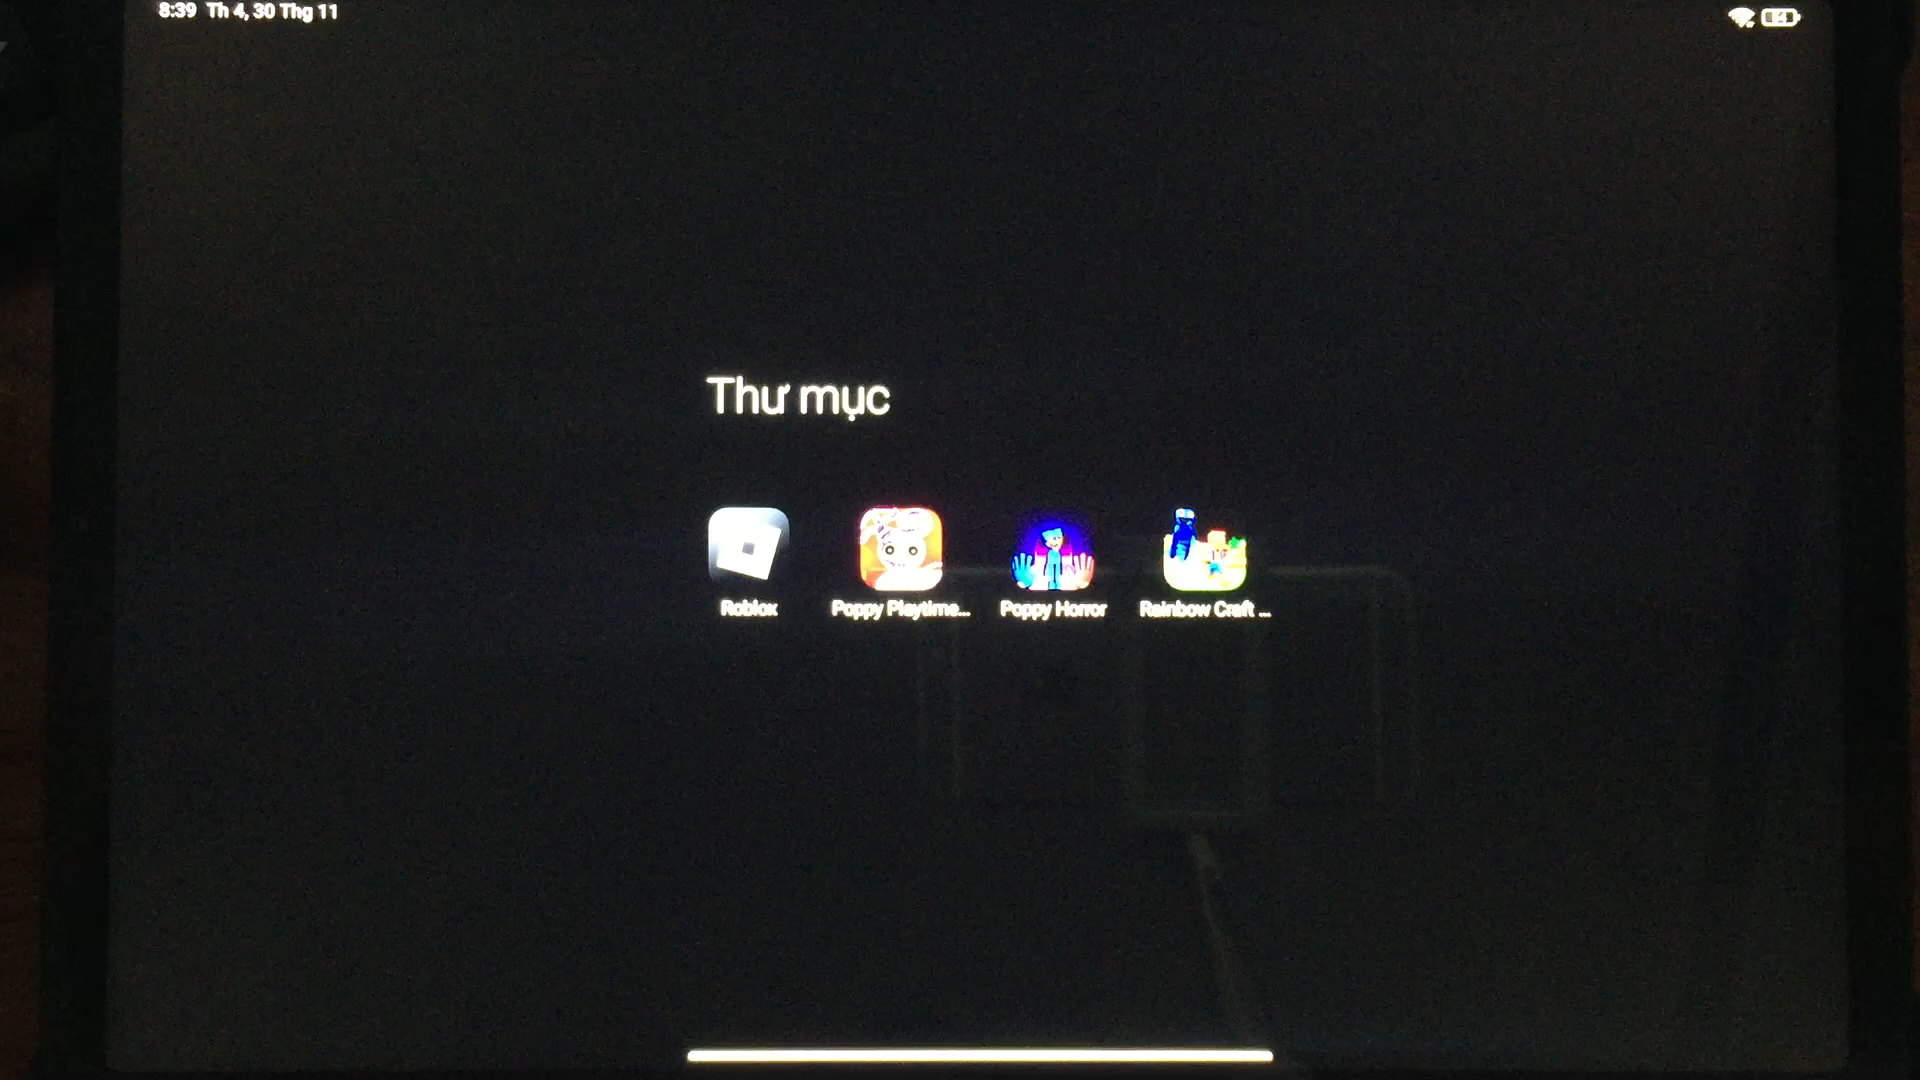 8:39 Th 4, 30 Thg 11
Thư mục
Roblox
Poppy Playtime...
Poppy Horror
Rainbow Craft ...